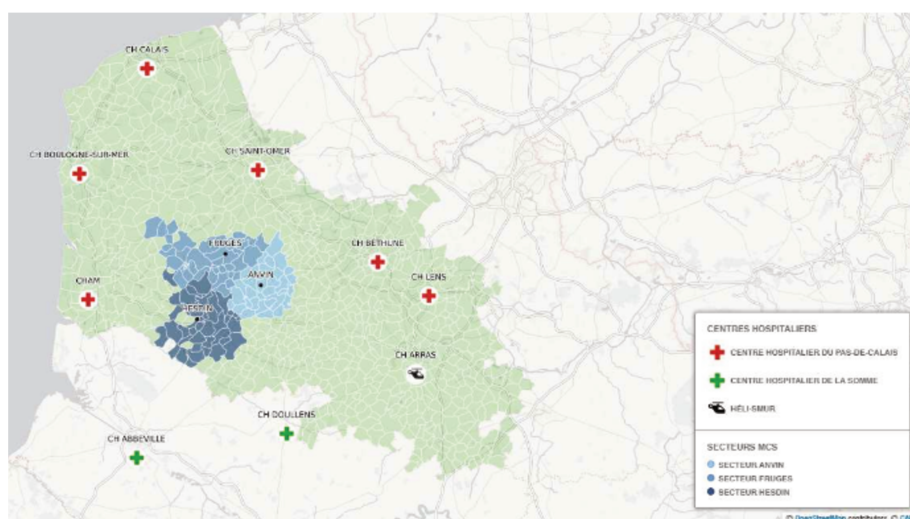 CH CALAIS
CH BOULOGNE-SUR-MER
CH SAINT-OMER
FRUGES
CH BÉTHUNE
ANVIN
CH LENS
CHAM
HESDIN
CH ARRAS
CH DOULLENS
CH ABBEVILLE
CENTRES HOSPITALIERS
CENTRE HOSPITALIER DU PAS-DE-CALAIS
CENTRE HOSPITALIER DE LA SOMME
HÉLI-SMUR
SECTEURS MCS
SECTEUR ANVIN
SECTEUR FRUGES
SECTEUR HESDIN
© OpenStreetMap contributors, ©